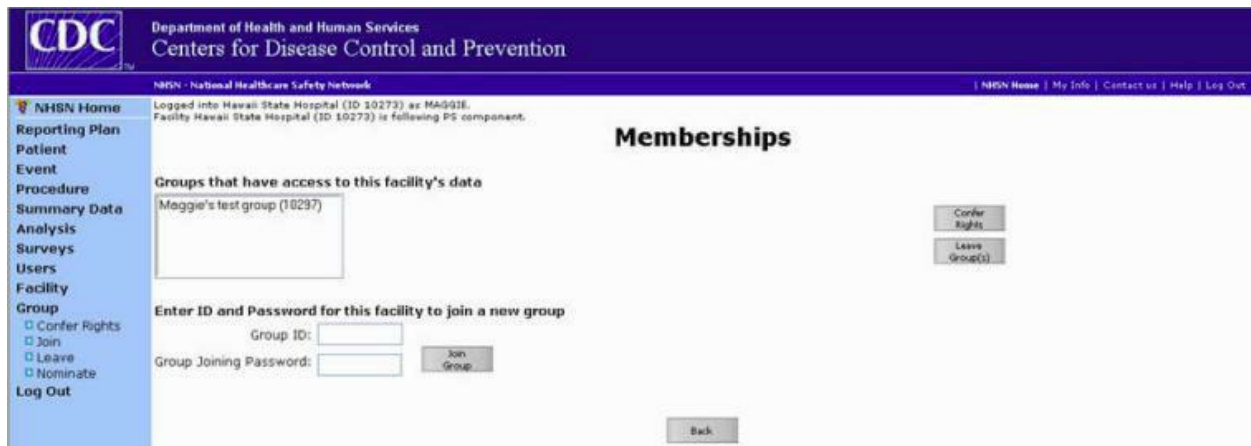 CDC
TM
Department of Health and Human Services
Centers for Disease Control and Prevention
NHSN - National Healthcare Safety Network
| NHSN Home | My Info | Contact us | Help | Log Out
NHSN Home
Reporting Plan
Patient
Event
Procedure
Summary Data
Analysis
Surveys
Users
Facility
Group
Confer Rights
Join
Leave
Nominate
Log Out
Logged into Hawaii State Hospital (ID 10273) as MAGGIE.
Facility Hawaii State Hospital (ID 10273) is following PS component.
Memberships
Groups that have access to this facility's data
Maggie's test group (10297)
Confer
Rights
Leave
Group(s)
Enter ID and Password for this facility to join a new group
Group ID:
Group Joining Password:
Join
Group
Back